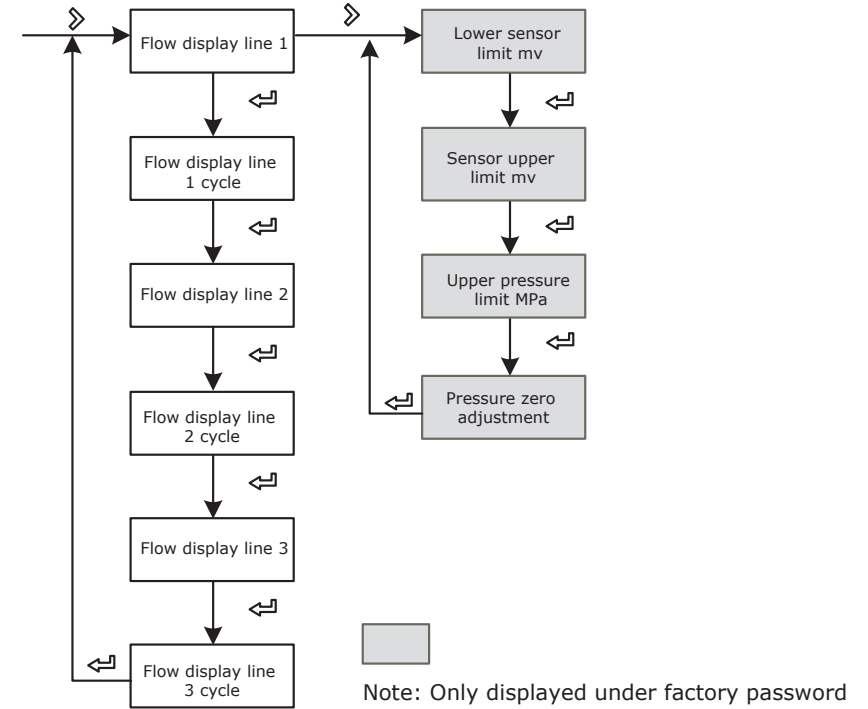 Flow display line 1
Flow display line
1 cycle
Flow display line 2
Flow display line
2 cycle
Flow display line 3
Flow display line
3 cycle
Lower sensor
limit mv
Sensor upper
limit mv
Upper pressure
limit MPa
Pressure zero
adjustment
Note: Only displayed under factory password